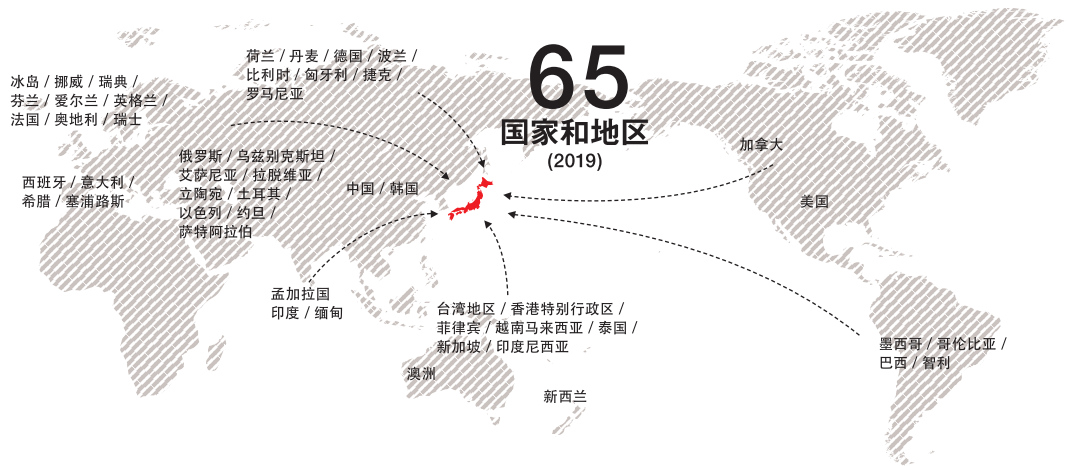 65
国家和地区
(2019)
冰岛 / 挪威 / 瑞典 /
芬兰 / 爱尔兰 / 英格兰 /
法国 / 奥地利 / 瑞士
荷兰 / 丹麦 / 德国 / 波兰 /
比利时 / 匈牙利 / 捷克 /
罗马尼亚
西班牙 / 意大利 /
希腊 / 塞浦路斯
俄罗斯 / 乌兹别克斯坦 /
艾萨尼亚 / 拉脱维亚 /
立陶宛 / 土耳其 /
以色列 / 约旦 /
萨特阿拉伯
中国 / 韩国
加拿大
美国
孟加拉国
印度 / 缅甸
台湾地区 / 香港特别行政区 /
菲律宾 / 越南马来西亚 / 泰国 /
新加坡 / 印度尼西亚
澳洲
新西兰
墨西哥 / 哥伦比亚 /
巴西 / 智利